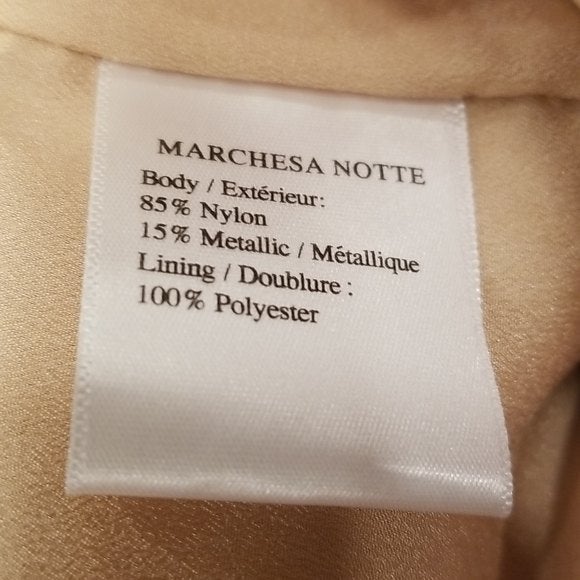 MARCHESA NOTTE
Body / Extérieur:
85% Nylon
15% Metallic / Métallique
Lining / Doublure :
100% Polyester